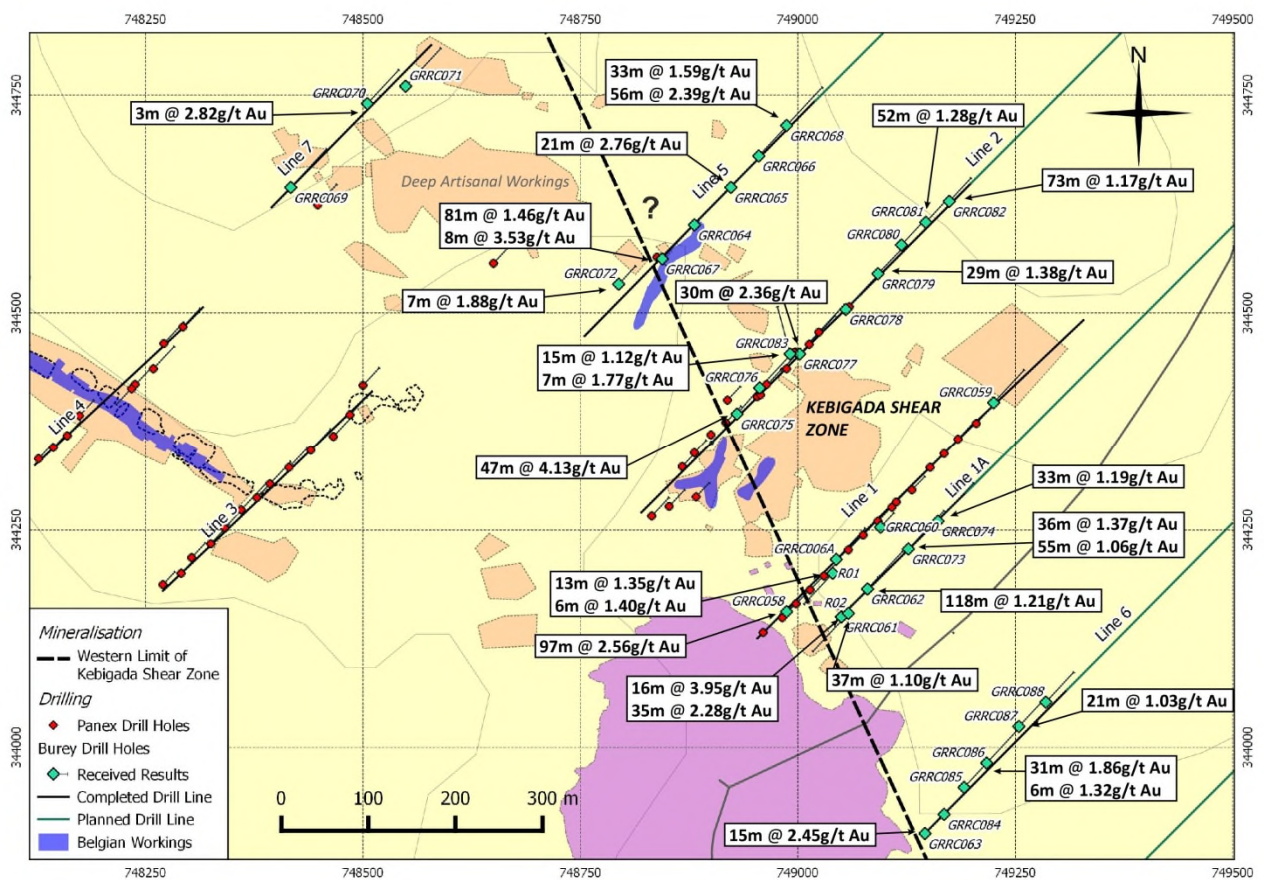 748250
748500
748750
749000
749250
749500
344750
344500
344250
344000
344750
344500
344250
344000
N
GRRC071
GRRC070
3m @ 2.82g/t Au
Line 7
GRRC069
Deep Artisanal Workings
33m @ 1.59g/t Au
56m @ 2.39g/t Au
GRRC068
21m @ 2.76g/t Au
GRRC066
Line 5
GRRC065
?
81m @ 1.46g/t Au
8m @ 3.53g/t Au
GRRC064
GRRC067
GRRC072
7m @ 1.88g/t Au
52m @ 1.28g/t Au
Line 2
73m @ 1.17g/t Au
GRRC081
GRRC082
GRRC080
29m @ 1.38g/t Au
GRRC079
30m @ 2.36g/t Au
GRRC078
15m @ 1.12g/t Au
7m @ 1.77g/t Au
GRRC083
GRRC077
GRRC076
GRRC075
KEBIGADA SHEAR
ZONE
GRRC059
47m @ 4.13g/t Au
Line 4
Line 3
Line 1
Line 1A
33m @ 1.19g/t Au
GRRC060
GRRC074
36m @ 1.37g/t Au
55m @ 1.06g/t Au
GRRC006A
GRRC073
R01
13m @ 1.35g/t Au
6m @ 1.40g/t Au
GRRC058
R02
GRRC062
118m @ 1.21g/t Au
GRRC061
97m @ 2.56g/t Au
Line 6
37m @ 1.10g/t Au
16m @ 3.95g/t Au
35m @ 2.28g/t Au
GRRC088
21m @ 1.03g/t Au
GRRC087
GRRC086
31m @ 1.86g/t Au
6m @ 1.32g/t Au
GRRC085
GRRC084
15m @ 2.45g/t Au
GRRC063
Mineralisation
Western Limit of
Kebigada Shear Zone
Drilling
Panex Drill Holes
Burey Drill Holes
Received Results
Completed Drill Line
Planned Drill Line
Belgian Workings
0 100 200 300 m
748250
748500
748750
749000
749250
749500